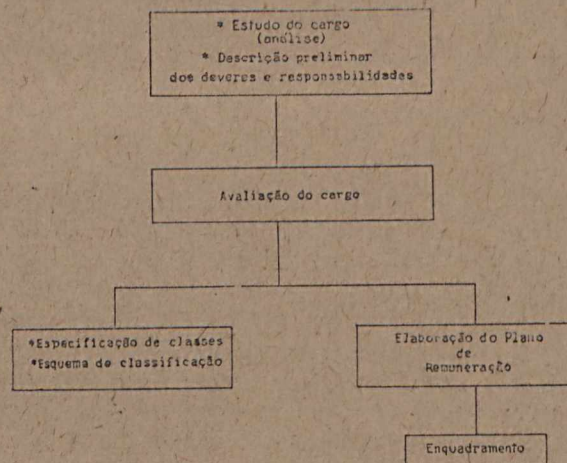 * Estudo do cargo
(análise)
* Descrição preliminar
dos deveres e responsabilidades
Avaliação do cargo
*Especificação de classes
*Esquema de classificação
Elaboração do Plano
de
Remuneração
Enquadramento